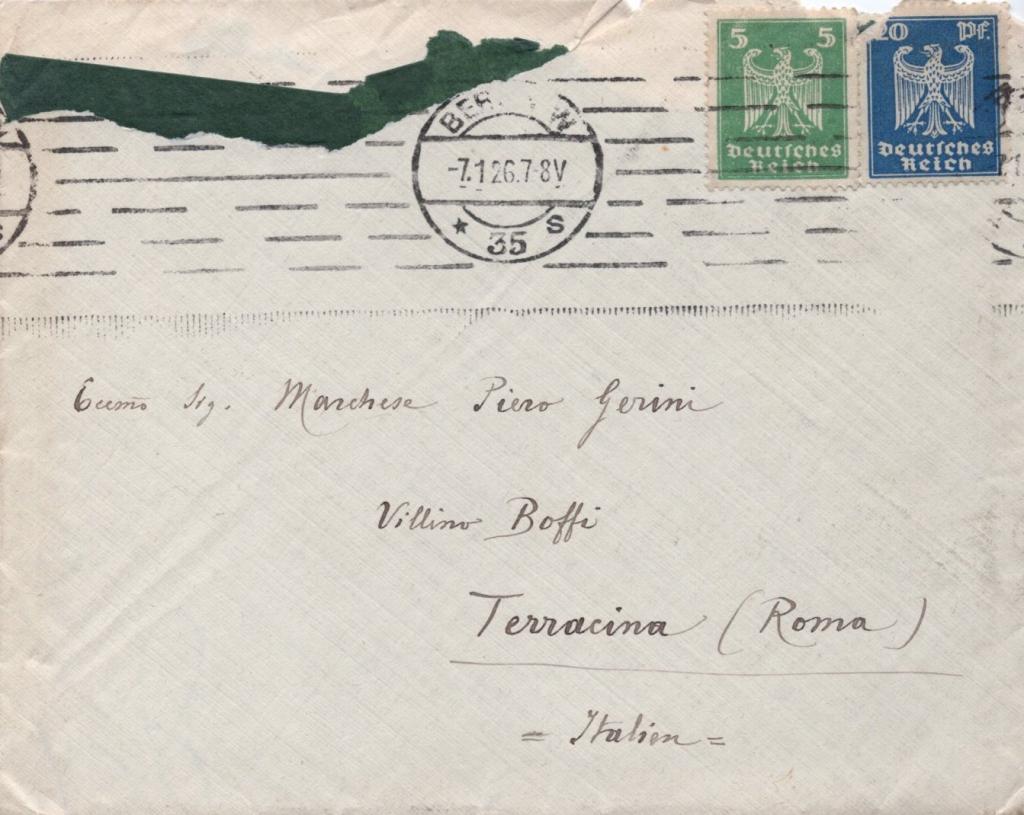 5 5
Deutsches
Reich
20 Pf.
Deutsches
Reich
W
-7.1.26.7-8V
* 35 S
Eccmo Sig. Marchese Piero Gerini
Villino Boffi
Terracina (Roma)
= Italien =